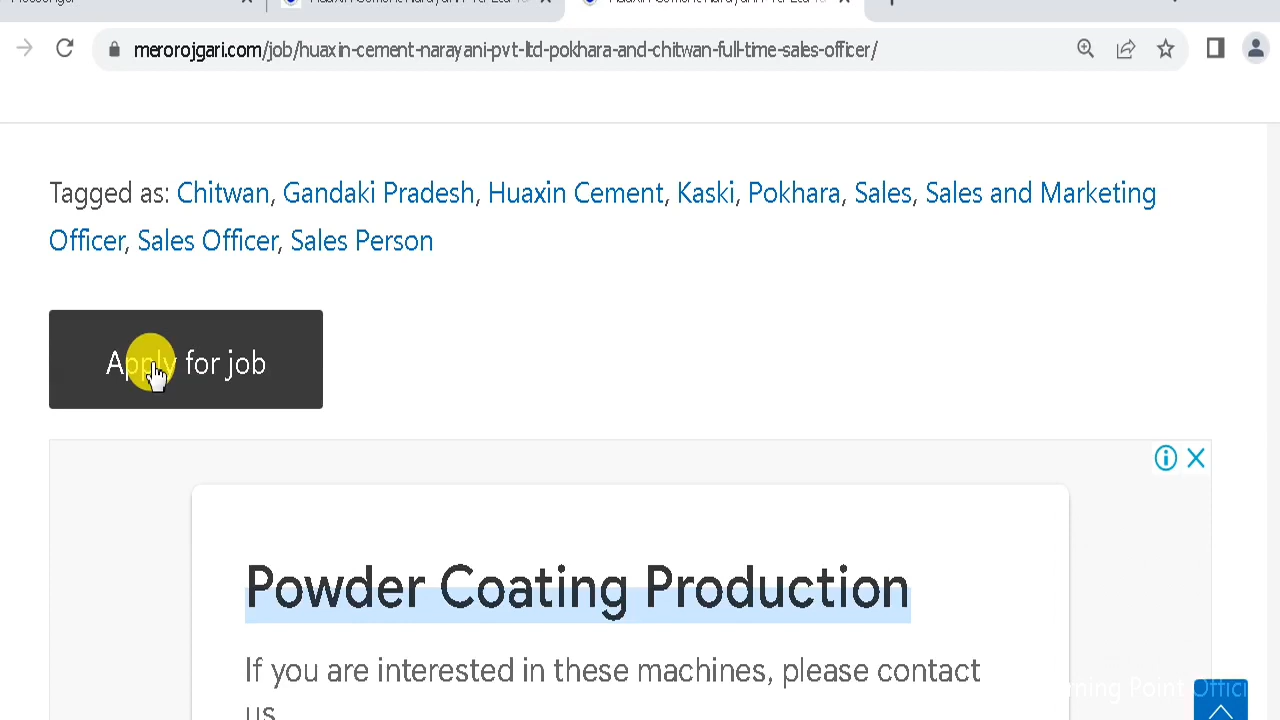 merorojgari.com/job/huaxin-cement-narayani-pvt-ltd-pokhara-and-chitwan-full-time-sales-officer/
Tagged as: Chitwan, Gandaki Pradesh, Huaxin Cement, Kaski, Pokhara, Sales, Sales and Marketing
Officer, Sales Officer, Sales Person
Apply for job
Powder Coating Production
If you are interested in these machines, please contact
us
Point Offici